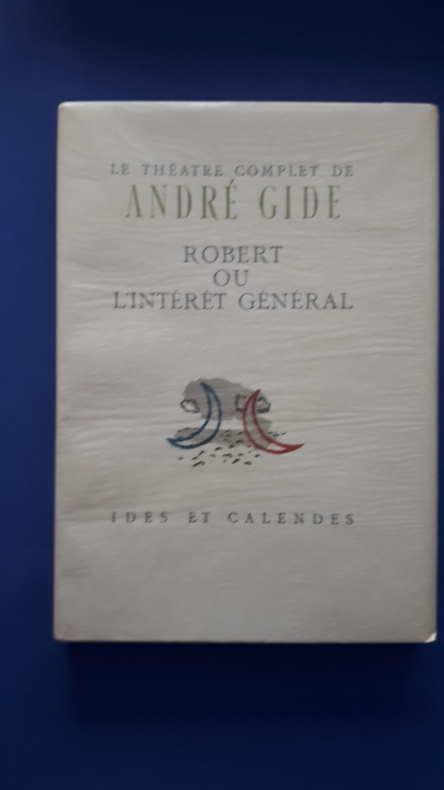 LE THÉATRE COMPLET DE
ANDRÉ GIDE
ROBERT
OU
L'INTÉRÊT GÉNÉRAL
IDES ET CALENDES